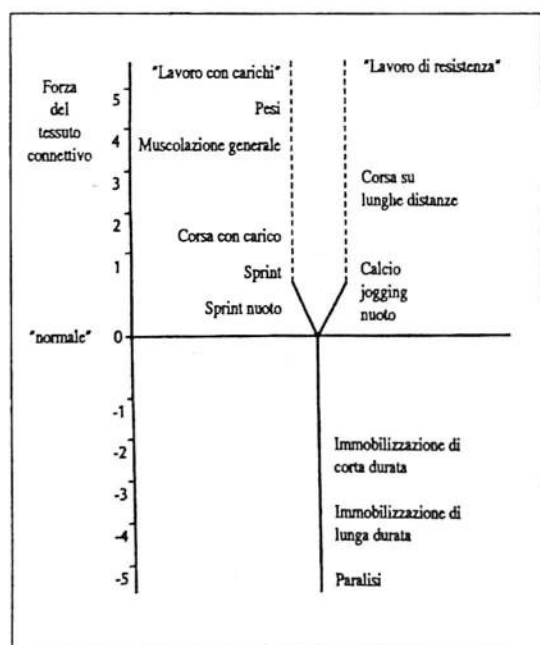 "Lavoro con carichi"
"Lavoro di resistenza"
Forza
del
tessuto
connettivo
5
Pesi
4
Muscolazione generale
3
Corsa su
lunghe distanze
2
Corsa con carico
1
Sprint
Calcio
jogging
nuoto
Sprint nuoto
"normale"
0
-1
-2
Immobilizzazione di
corta durata
-3
Immobilizzazione di
lunga durata
-4
-5
Paralisi